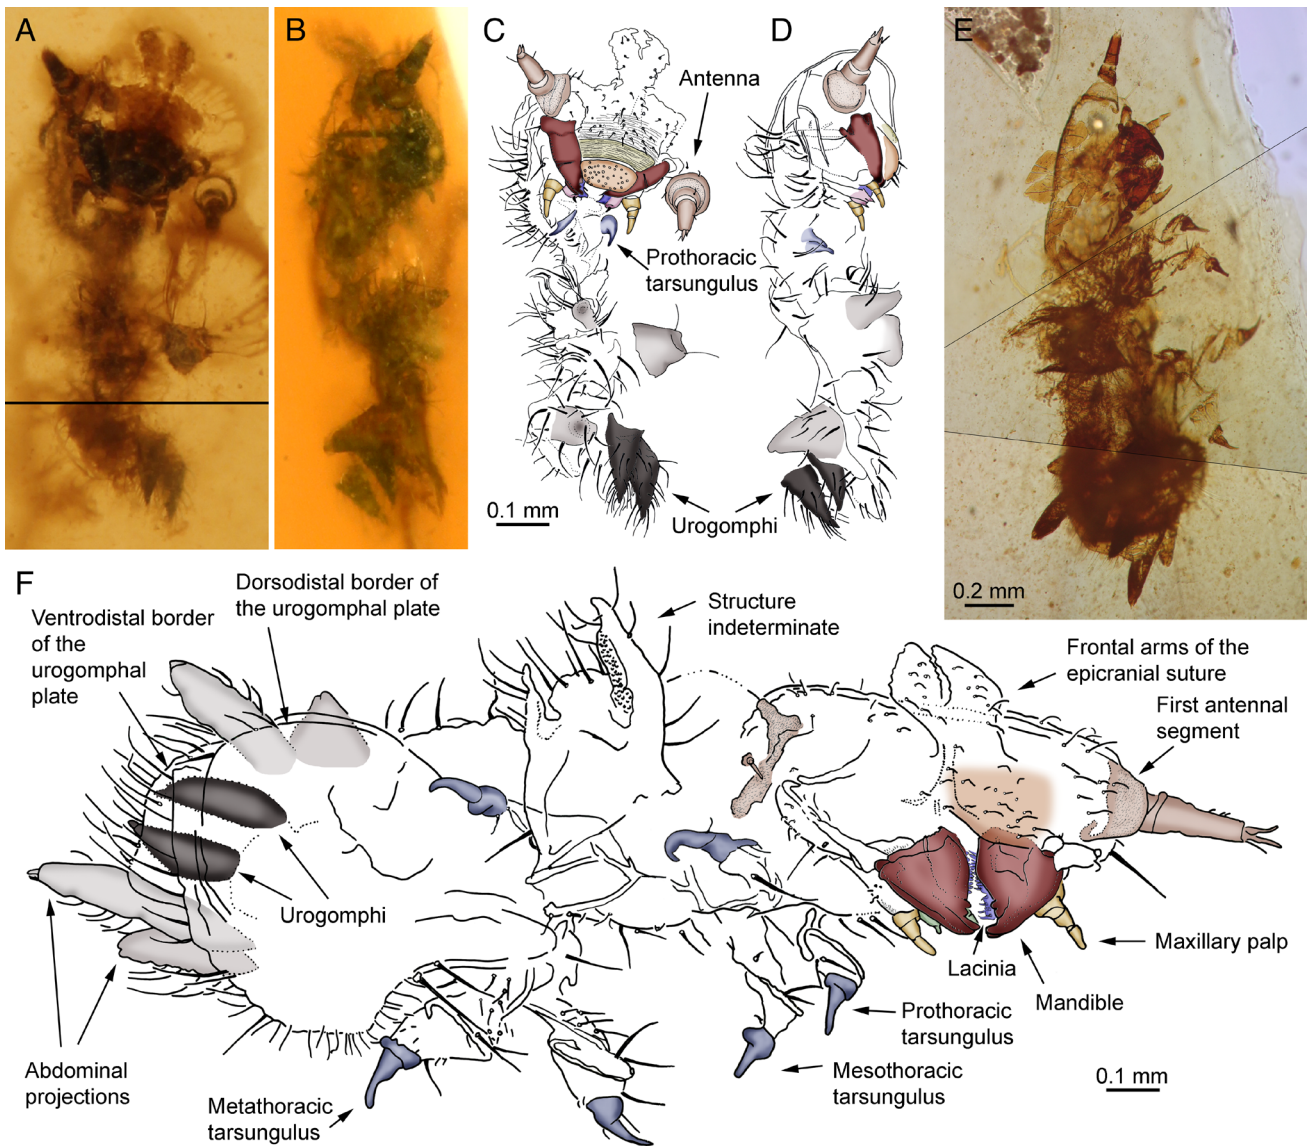 A
B
C
D
E
Antenna
Prothoracic
tarsungulus
Urogomphi
0.1 mm
0.2 mm
F
Ventrodistal border
of the
urogomphal
plate
Dorsodistal border of
the urogomphal plate
Structure
indeterminate
Frontal arms of the
epicranial suture
First antennal
segment
Urogomphi
Maxillary palp
Lacinia
Mandible
Prothoracic
tarsungulus
Mesothoracic
tarsungulus
Abdominal
projections
Metathoracic
tarsungulus
0.1 mm